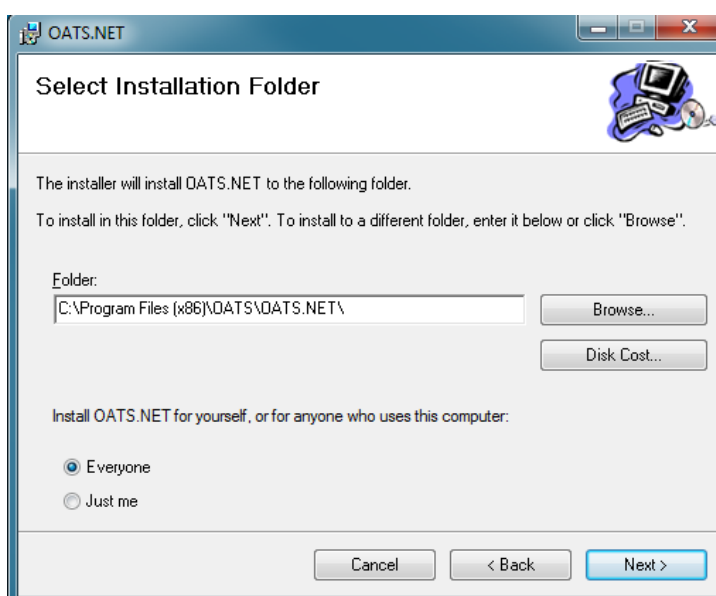 OATS.NET
Select Installation Folder
The installer will install OATS.NET to the following folder.
To install in this folder, click "Next". To install to a different folder, enter it below or click "Browse".
Folder:
C:\Program Files (x86)\OATS\OATS.NET\
Browse...
Disk Cost...
Install OATS.NET for yourself, or for anyone who uses this computer:
Everyone
Just me
Cancel
< Back
Next >